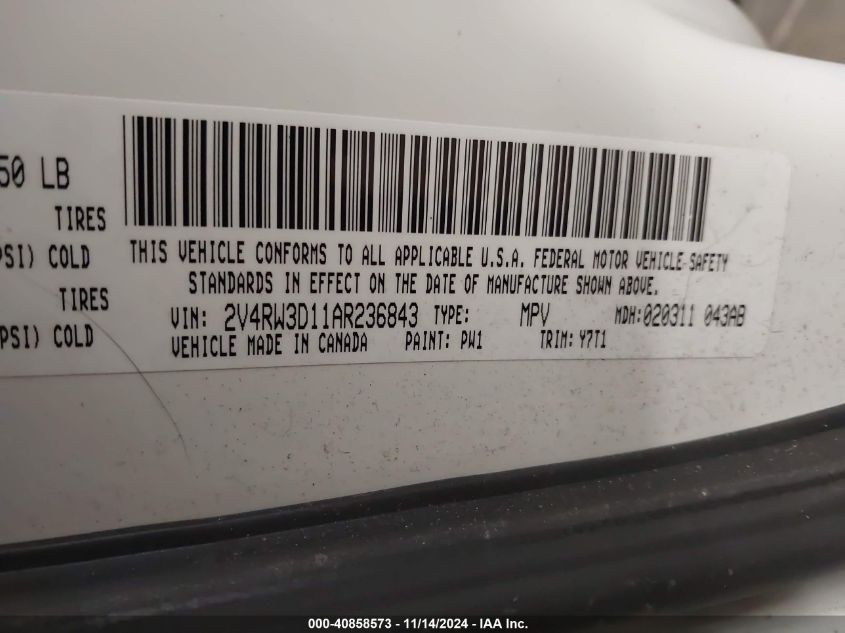 50 LB
TIRES
PSI) COLD
TIRES
PSI) COLD
THIS VEHICLE CONFORMS TO ALL APPLICABLE U.S.A. FEDERAL MOTOR VEHICLE SAFETY
STANDARDS IN EFFECT ON THE DATE OF MANUFACTURE SHOWN ABOVE.
VIN: 2V4RW3D11AR236843 TYPE: MPV MDH:020311 043AB
VEHICLE MADE IN CANADA PAINT: PW1 TRIM: Y7T1
000-40858573 - 11/14/2024 - IAA Inc.